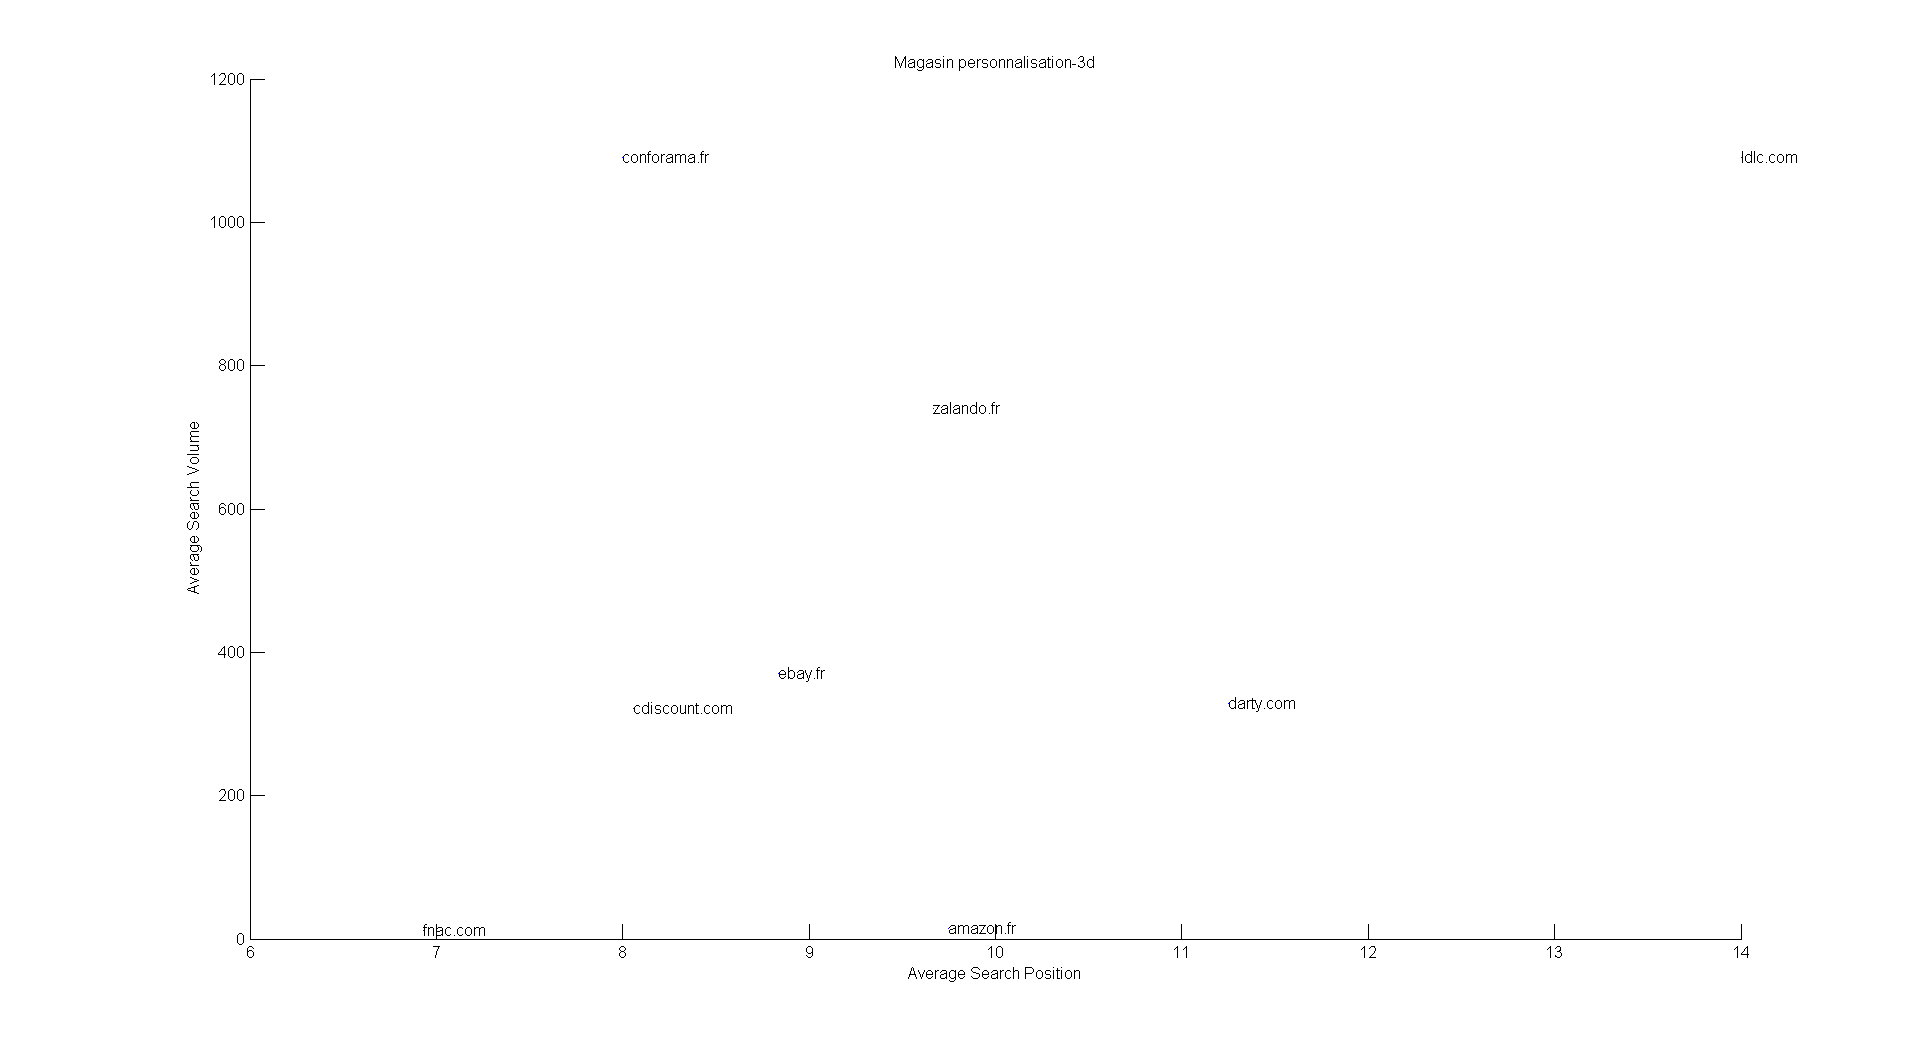 Magasin personnalisation-3d
1200
conforama.fr
ldlc.com
1000
800
zalando.fr
Average Search Volume
600
400
ebay.fr
cdiscount.com
darty.com
200
fnac.com
amazon.fr
0
6 7 8 9 10 11 12 13 14
Average Search Position